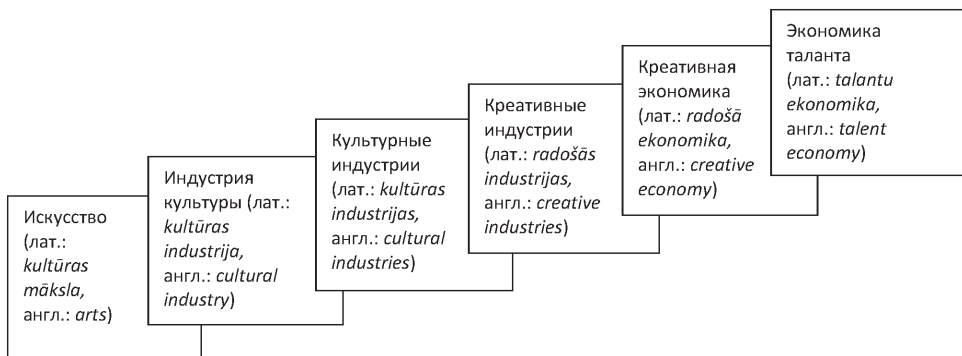 Искусство
(лат.:
kultūras
māksla,
англ.: arts)
Индустрия
культуры (лат.:
kultūras
industrija,
англ.: cultural
industry)
Культурные
индустрии
(лат.: kultūras
industrijas,
англ.: cultural
industries)
Креативные
индустрии
(лат.: radošās
industrijas,
англ.: creative
industries)
Креативная
экономика
(лат.: radošā
ekonomika,
англ.: creative
economy)
Экономика
таланта
(лат.: talantu
ekonomika,
англ.: talent
economy)